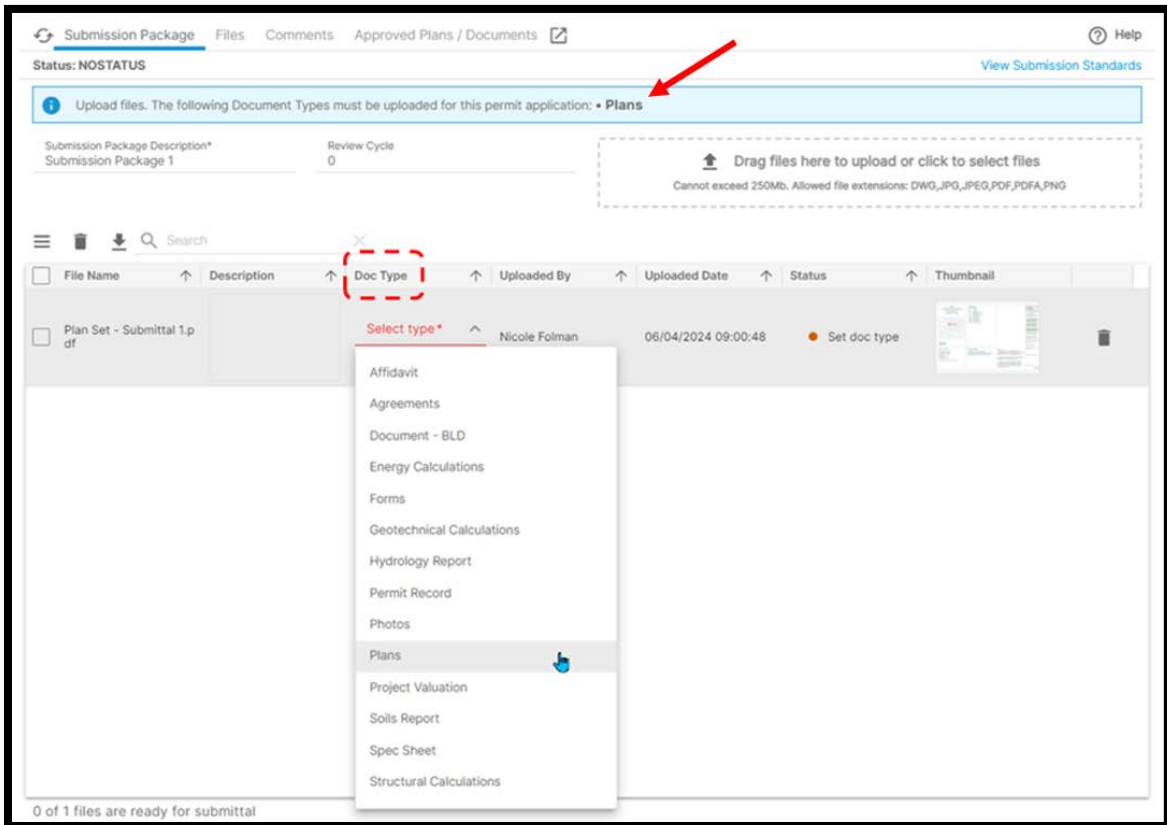 Submission Package Files Comments Approved Plans / Documents Help
Status: NOSTATUS View Submission Standards
Upload files. The following Document Types must be uploaded for this permit application: • Plans
Submission Package Description* Review Cycle
Submission Package 1 0
Drag files here to upload or click to select files
Cannot exceed 250Mb. Allowed file extensions: DWG,JPG,JPEG,PDF,PDFA,PNG
Search
File Name Description Doc Type Uploaded By Uploaded Date Status Thumbnail
Plan Set - Submittal 1.p
df
Select type* Nicole Folman 06/04/2024 09:00:48 Set doc type
Affidavit
Agreements
Document - BLD
Energy Calculations
Forms
Geotechnical Calculations
Hydrology Report
Permit Record
Photos
Plans
Project Valuation
Soils Report
Spec Sheet
Structural Calculations
0 of 1 files are ready for submittal